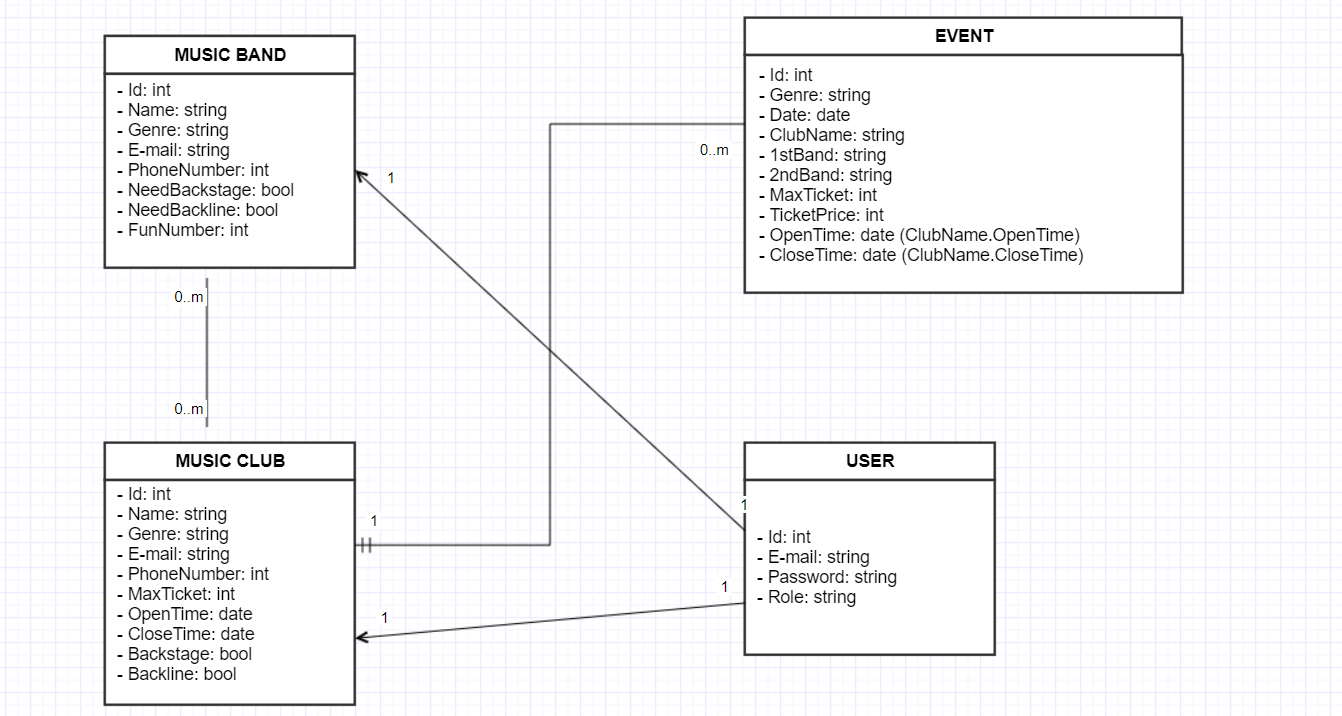 MUSIC BAND
- Id: int
- Name: string
- Genre: string
- E-mail: string
- PhoneNumber: int
- NeedBackstage: bool
- NeedBackline: bool
- FunNumber: int
EVENT
- Id: int
- Genre: string
- Date: date
- ClubName: string
- 1stBand: string
- 2ndBand: string
- MaxTicket: int
- TicketPrice: int
- OpenTime: date (ClubName.OpenTime)
- CloseTime: date (ClubName.CloseTime)
0..m
1
0..m
0..m
MUSIC CLUB
- Id: int
- Name: string
- Genre: string
- E-mail: string
- PhoneNumber: int
- MaxTicket: int
- OpenTime: date
- CloseTime: date
- Backstage: bool
- Backline: bool
1
1
1
1
USER
- Id: int
- E-mail: string
- Password: string
- Role: string